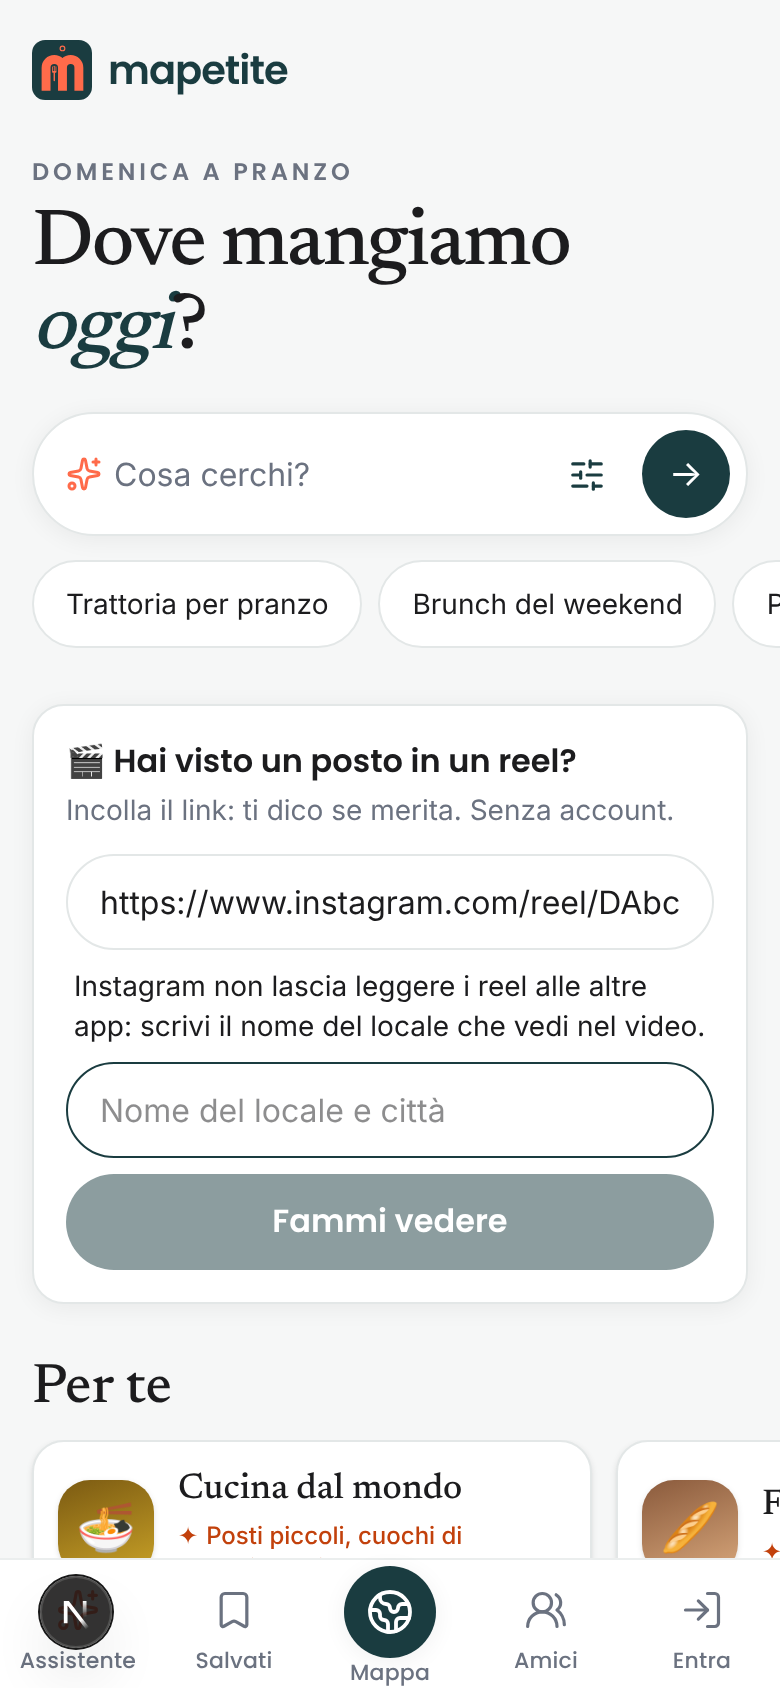 mapetite
DOMENICA A PRANZO
Dove mangiamo
oggi?
Cosa cerchi?
Trattoria per pranzo
Brunch del weekend
P
🎬 Hai visto un posto in un reel?
Incolla il link: ti dico se merita. Senza account.
https://www.instagram.com/reel/DAbc
Instagram non lascia leggere i reel alle altre
app: scrivi il nome del locale che vedi nel video.
Nome del locale e città
Fammi vedere
Per te
Cucina dal mondo
✦ Posti piccoli, cuochi di
F
✦
N
Assistente
Salvati
Mappa
Amici
Entra